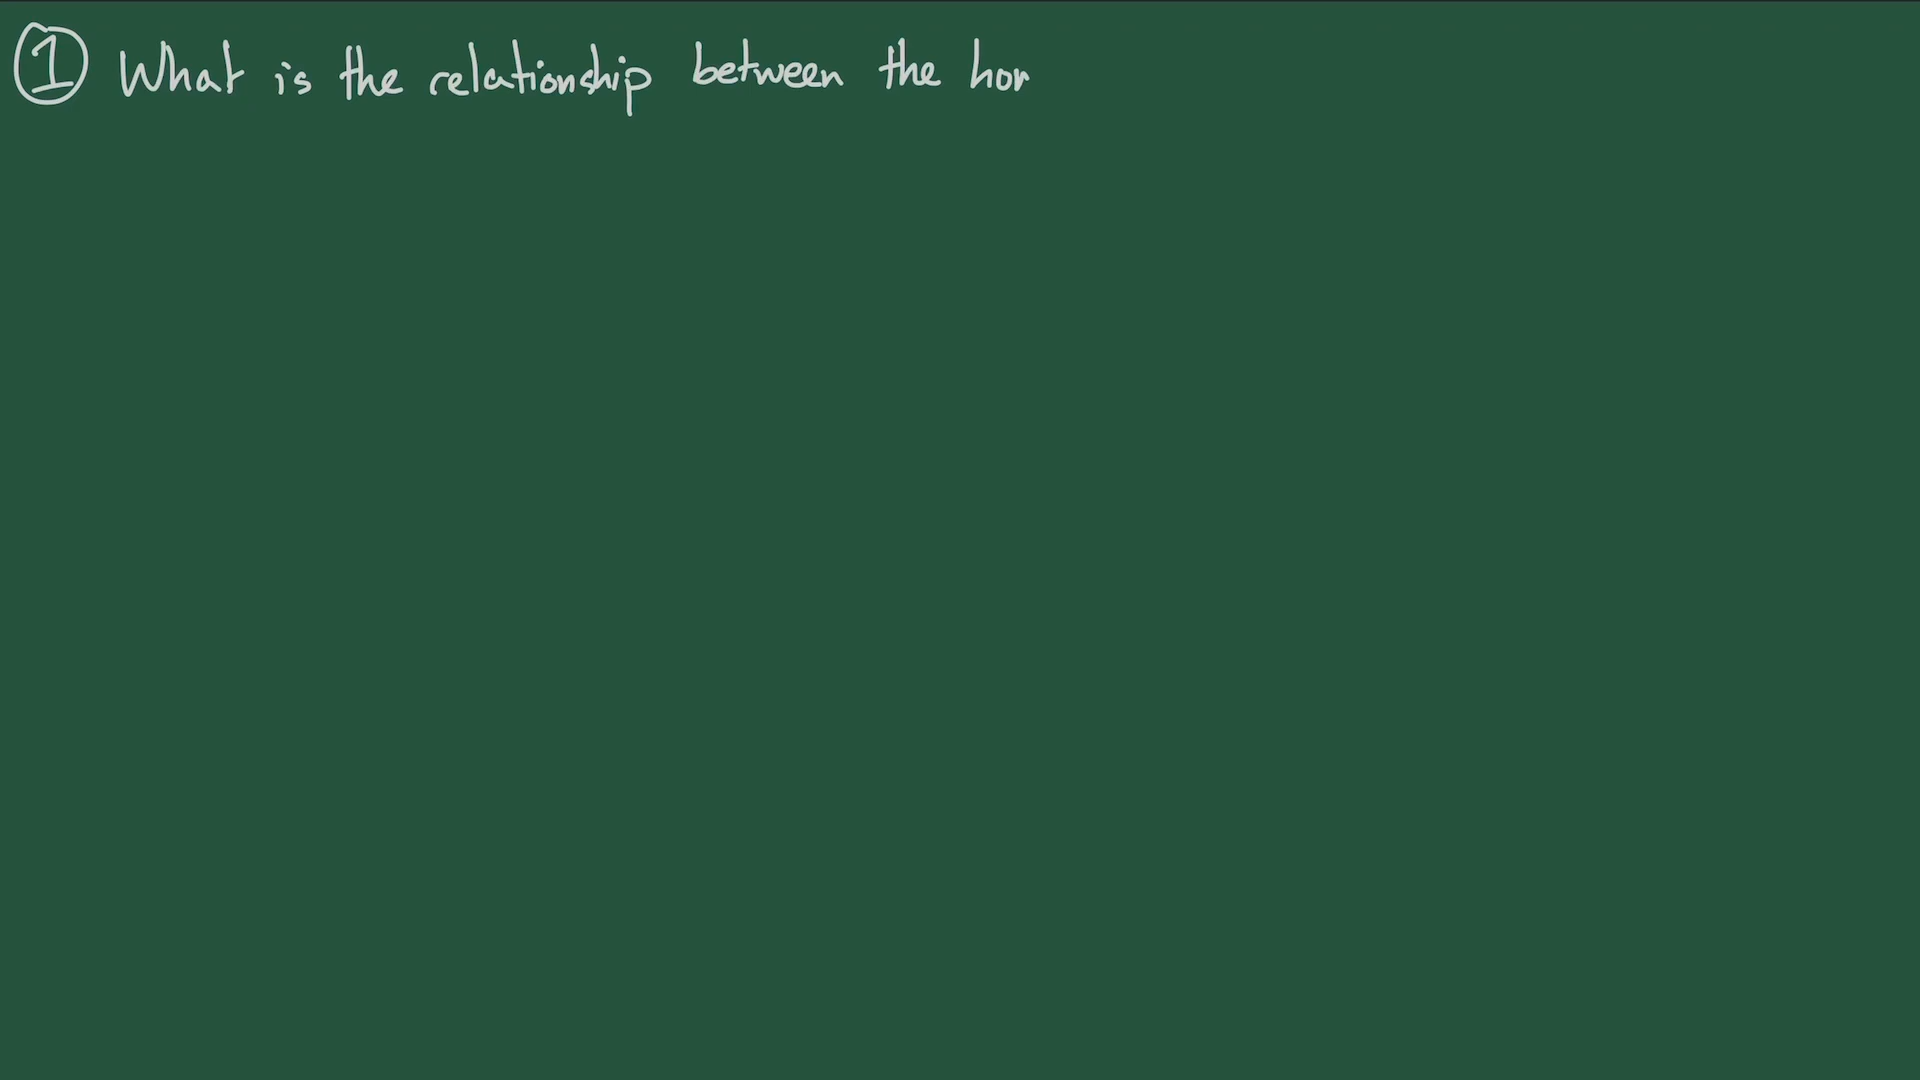 ① What is the relationship between the hor